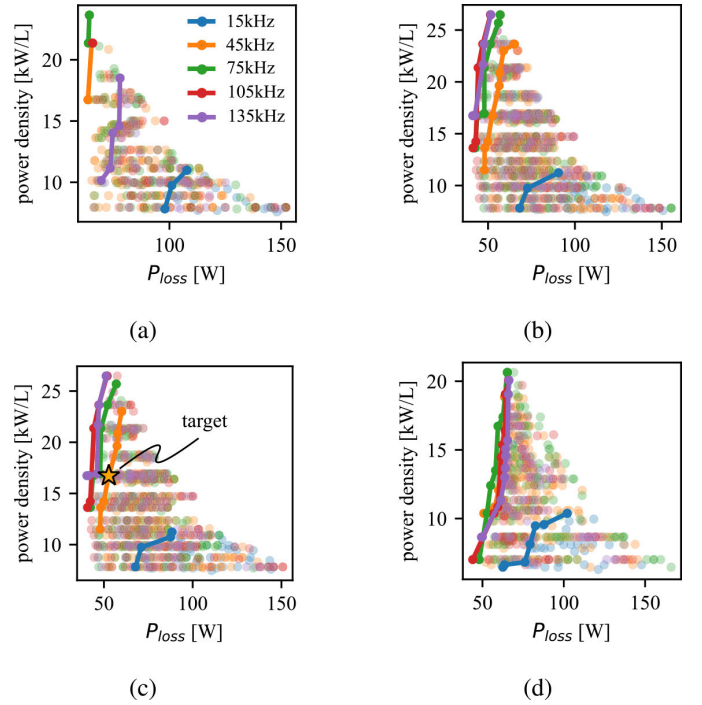 power density [kW/L]
20
15
10
100
150
P_loss [W]
15kHz
45kHz
75kHz
105kHz
135kHz
(a)
power density [kW/L]
25
20
15
10
50
100
150
P_loss [W]
(b)
power density [kW/L]
25
20
15
10
50
100
150
P_loss [W]
target
(c)
power density [kW/L]
20
15
10
50
100
150
P_loss [W]
(d)